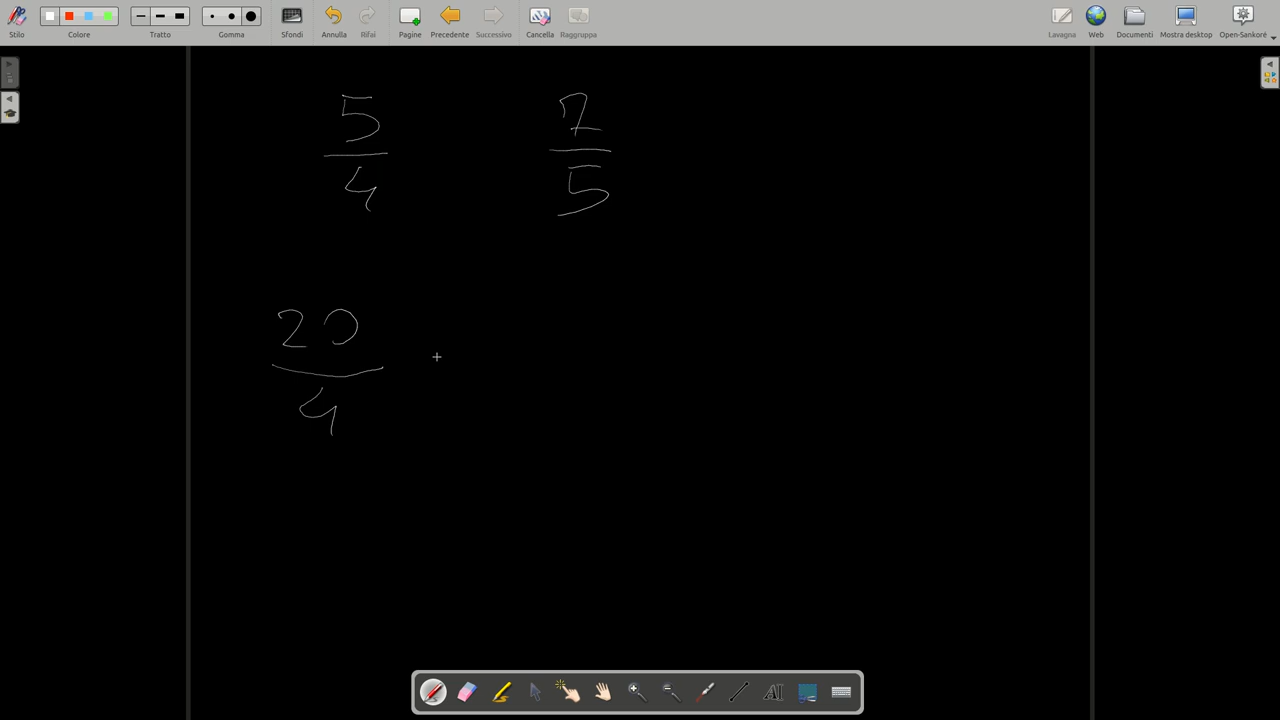 Stilo Colore Tratto Gomma Sfondi Annulla Rifai Pagine Precedente Successivo Cancella Raggruppa Lavagna Web Documenti Mostra desktop Open-Sankoré
5 7
4 5
20
4
AI